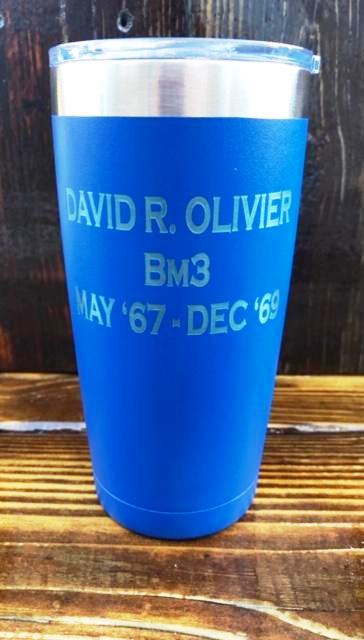 DAVID R. OLIVIER
BM3
MAY ‘67 - DEC ‘69